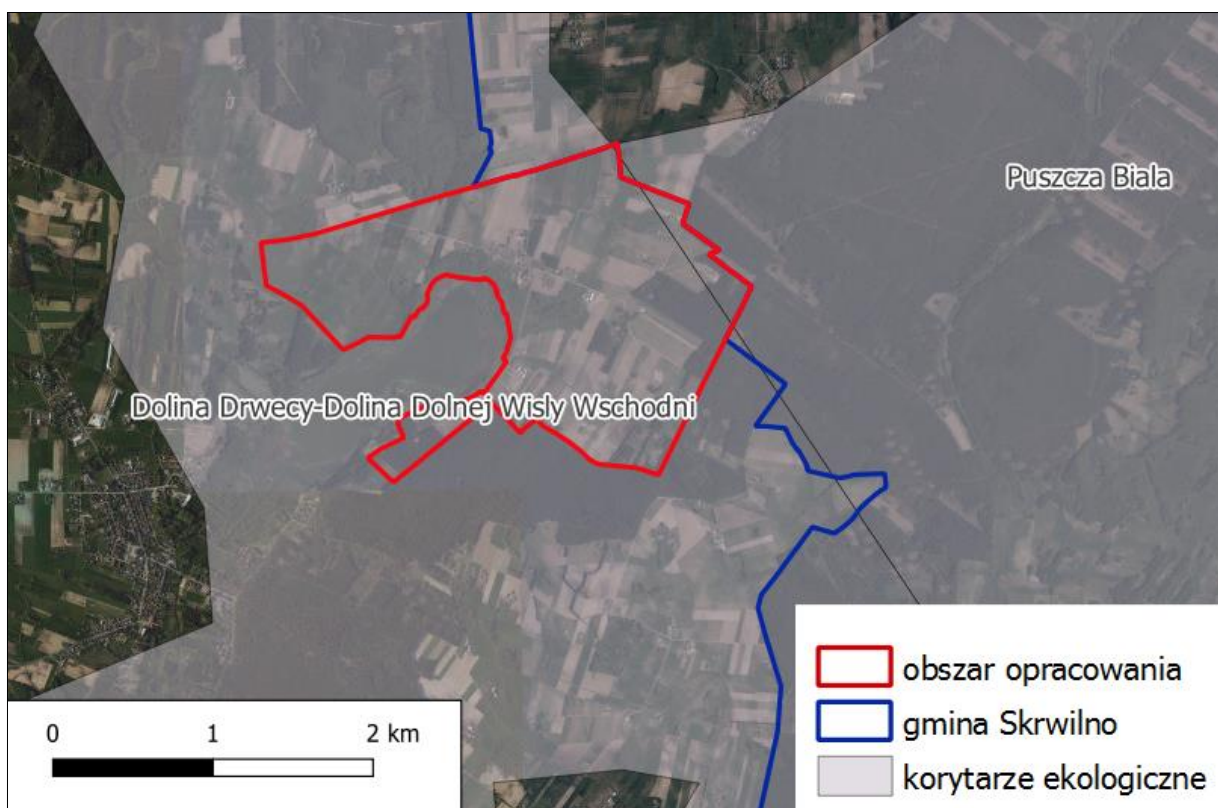 Puszcza Biala
Dolina Drwecy-Dolina Dolnej Wisly Wschodni
obszar opracowania
gmina Skrwilno
korytarze ekologiczne
0 1 2 km